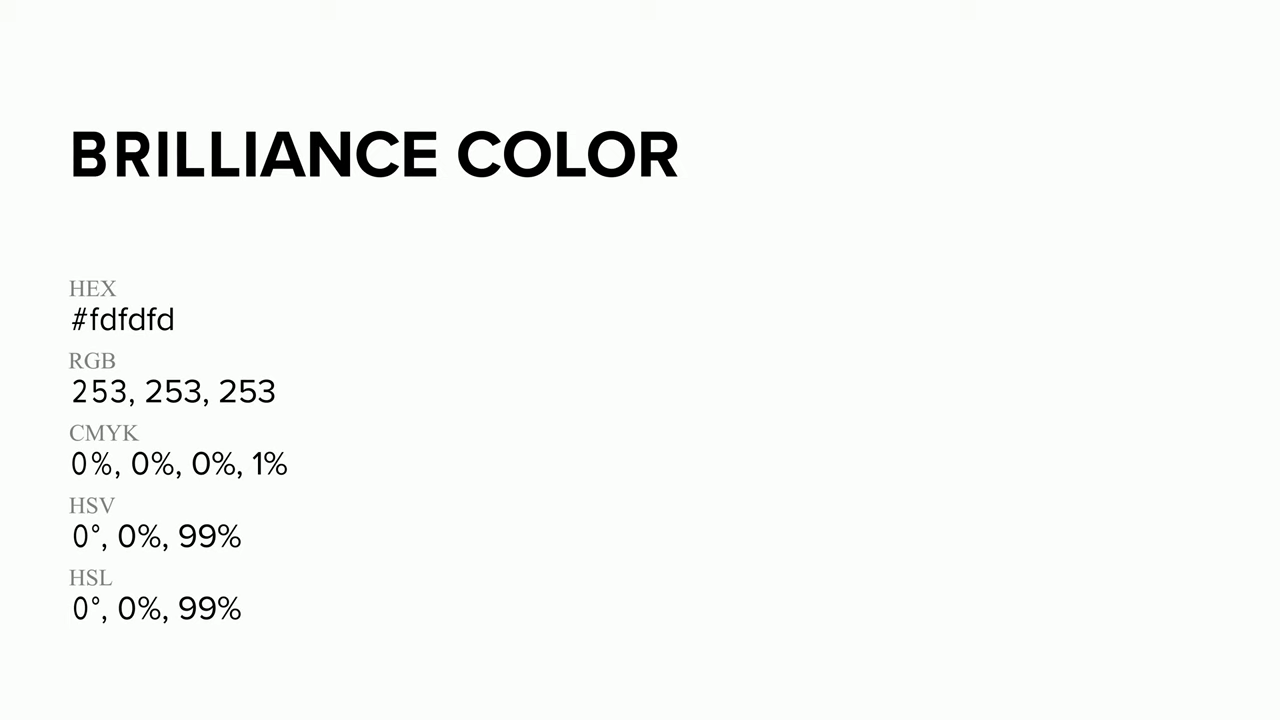 BRILLIANCE COLOR
HEX
#fdfdfd
RGB
253, 253, 253
CMYK
0%, 0%, 0%, 1%
HSV
0°, 0%, 99%
HSL
0°, 0%, 99%